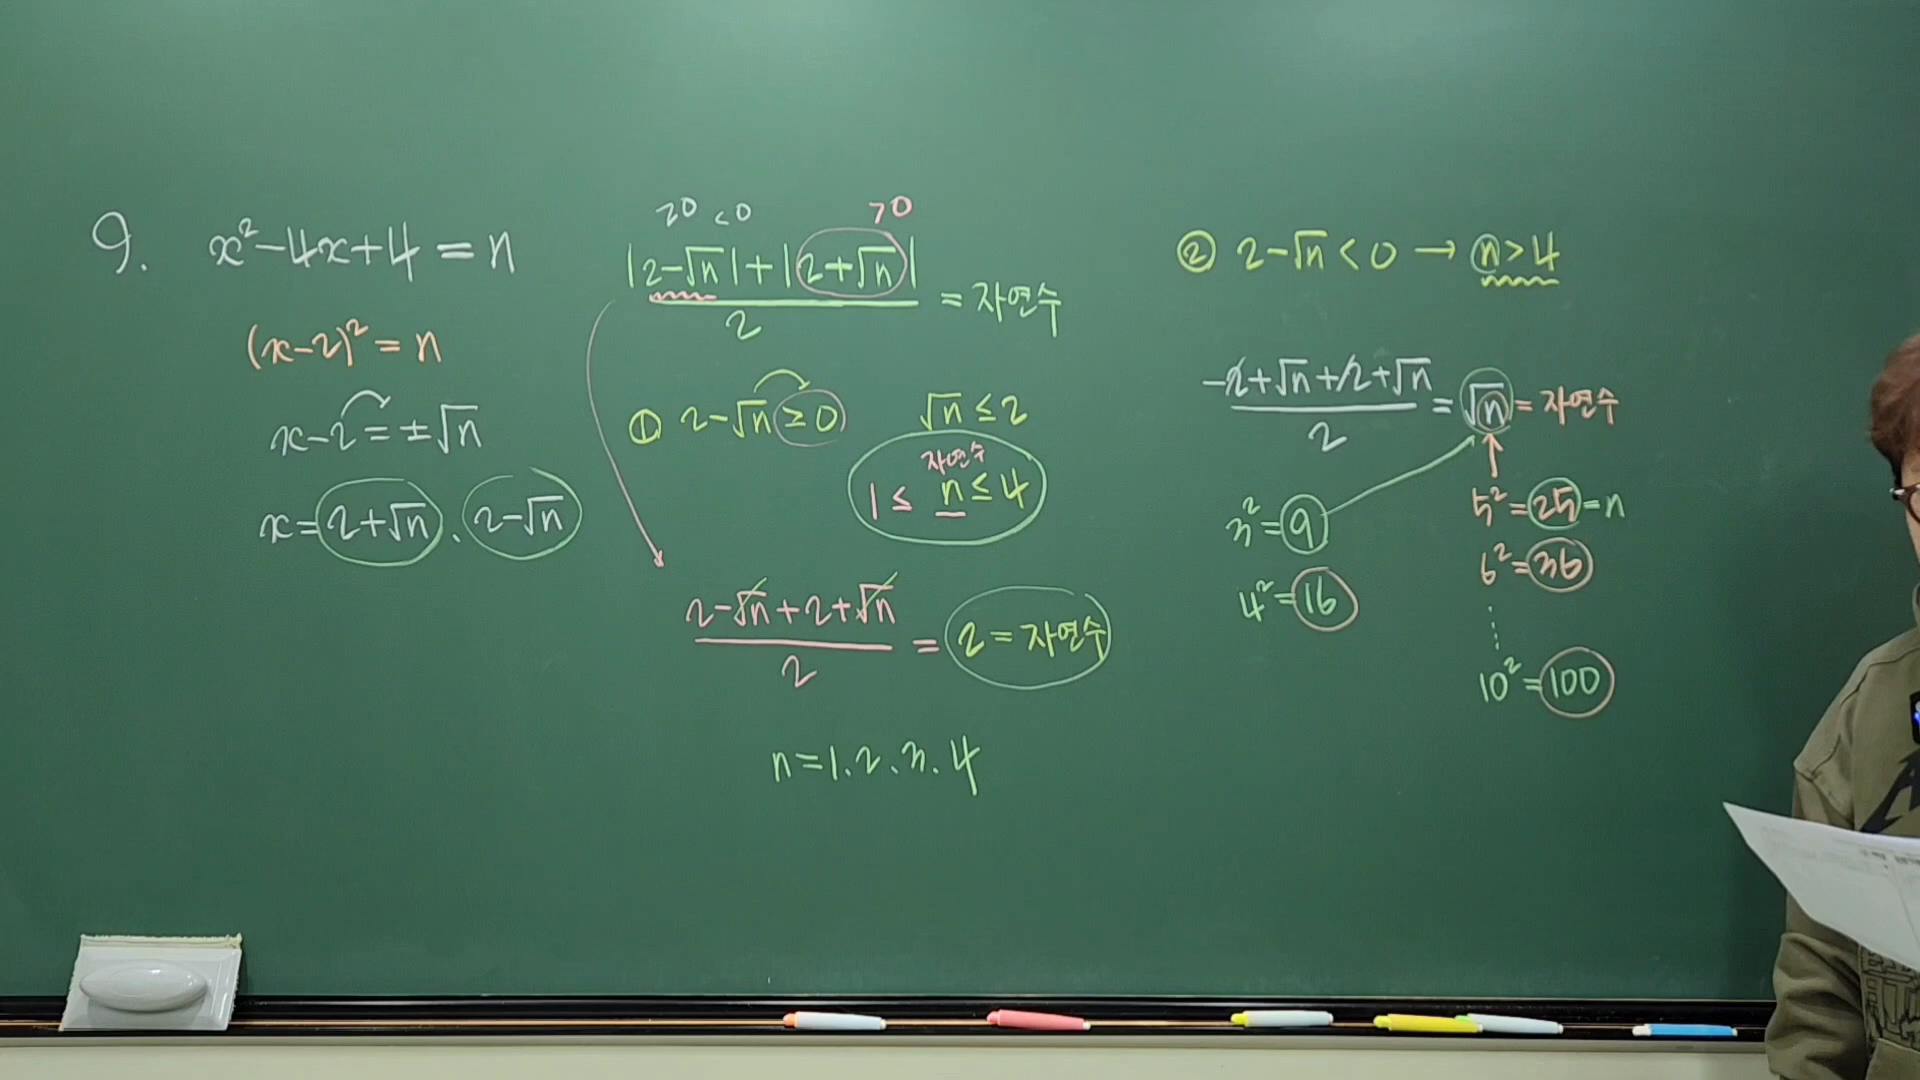 9. x²-4x+4=n
(x-2)²=n
x-2=±√n
x=2+√n, 2-√n
≥0 <0 >0
|2-√n|+|2+√n|
2
= 자연수
① 2-√n≥0 √n≤2
자연수
1≤ n≤4
2-√n+2+√n
2
= 2=자연수
n=1.2.3.4
② 2-√n<0 → n>4
-2+√n+2+√n
2
= √n = 자연수
3²=9
4²=16
5²=25=n
6²=36
⋮
10²=100